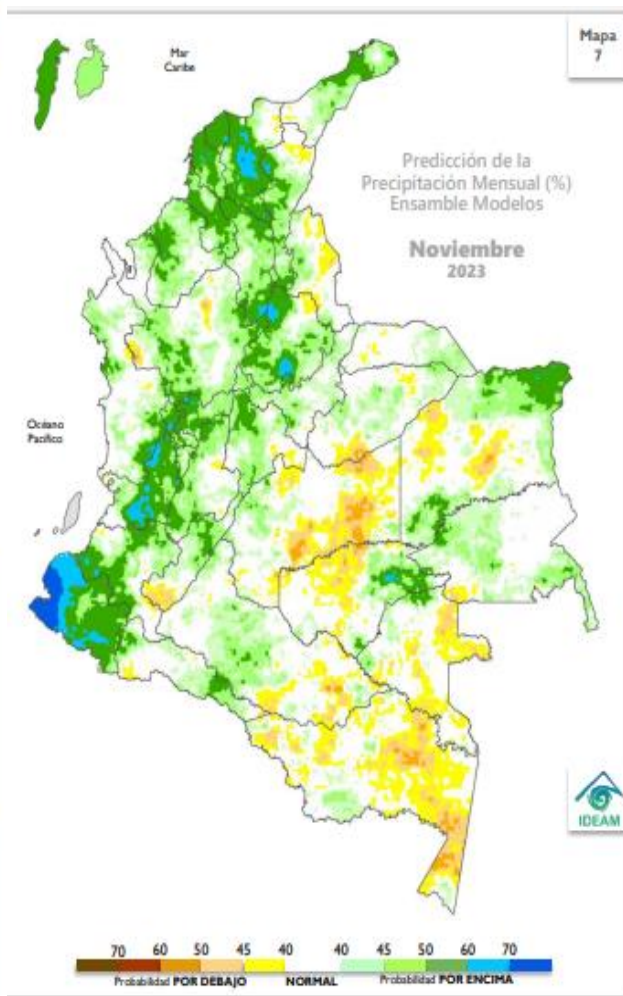 Mapa
7
Mar
Caribe
Predicción de la
Precipitación Mensual (%)
Ensamble Modelos
Noviembre
2023
Océano
Pacífico
IDEAM
70 60 50 45 40 40 45 50 60 70
Probabilidad POR DEBAJO NORMAL Probabilidad POR ENCIMA